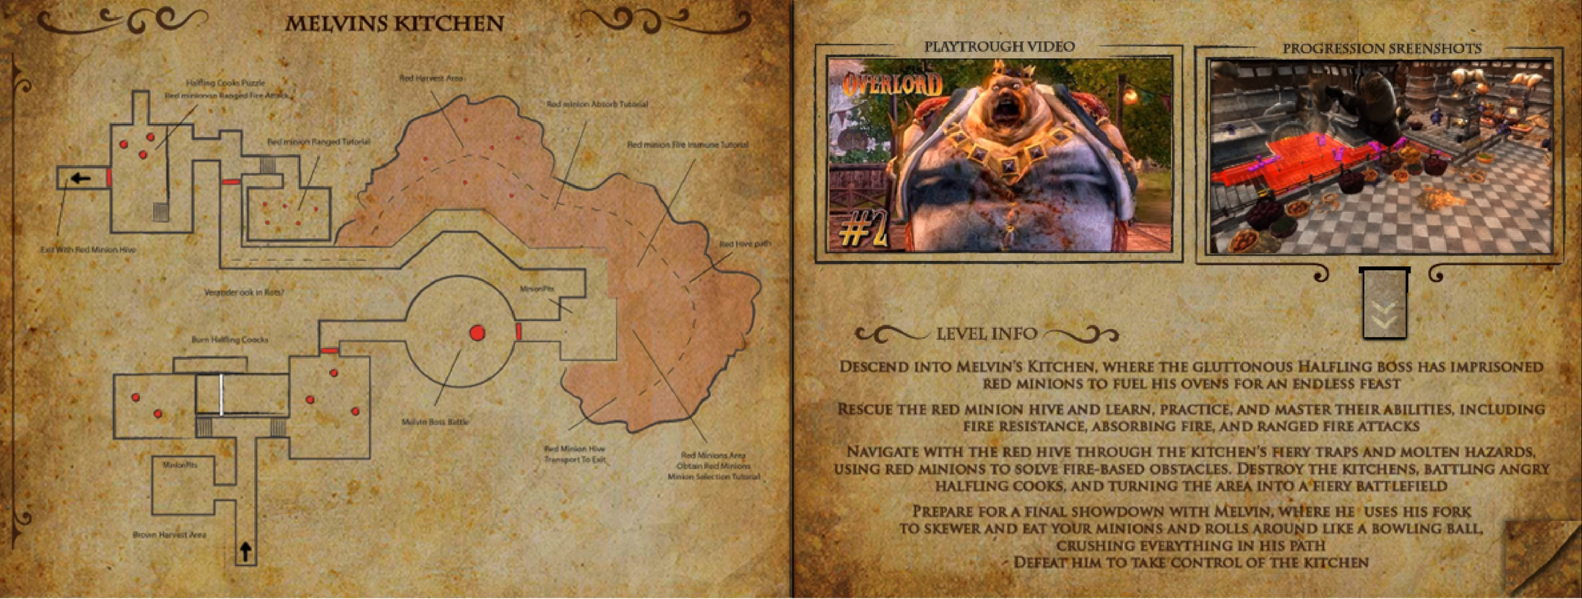 MELVINS KITCHEN
Halfling Cooks Puzzle
Red minionon Ranged Fire Attack
Red Harvest Area
Red minion Absorb Tutorial
Red minion Ranged Tutorial
Red minion Fire Immune Tutorial
Exit With Red Minion Hive
Red Hive path
MinionPits
Burn Halfling Coocks
Melvin Boss Battle
Red Minion Hive
Transport To Exit
Red Minions Area
Obtain Red Minions
Minion Selection Tutorial
MinionPits
Brown Harvest Area
PLAYTROUGH VIDEO
OVERLORD
#2
PROGRESSION SREENSHOTS
LEVEL INFO
DESCEND INTO MELVIN'S KITCHEN, WHERE THE GLUTTONOUS HALFLING BOSS HAS IMPRISONED
RED MINIONS TO FUEL HIS OVENS FOR AN ENDLESS FEAST
RESCUE THE RED MINION HIVE AND LEARN, PRACTICE, AND MASTER THEIR ABILITIES, INCLUDING
FIRE RESISTANCE, ABSORBING FIRE, AND RANGED FIRE ATTACKS
NAVIGATE WITH THE RED HIVE THROUGH THE KITCHEN'S FIERY TRAPS AND MOLTEN HAZARDS,
USING RED MINIONS TO SOLVE FIRE-BASED OBSTACLES. DESTROY THE KITCHENS, BATTLING ANGRY
HALFLING COOKS, AND TURNING THE AREA INTO A FIERY BATTLEFIELD
PREPARE FOR A FINAL SHOWDOWN WITH MELVIN, WHERE HE USES HIS FORK
TO SKEWER AND EAT YOUR MINIONS AND ROLLS AROUND LIKE A BOWLING BALL,
CRUSHING EVERYTHING IN HIS PATH
DEFEAT HIM TO TAKE CONTROL OF THE KITCHEN